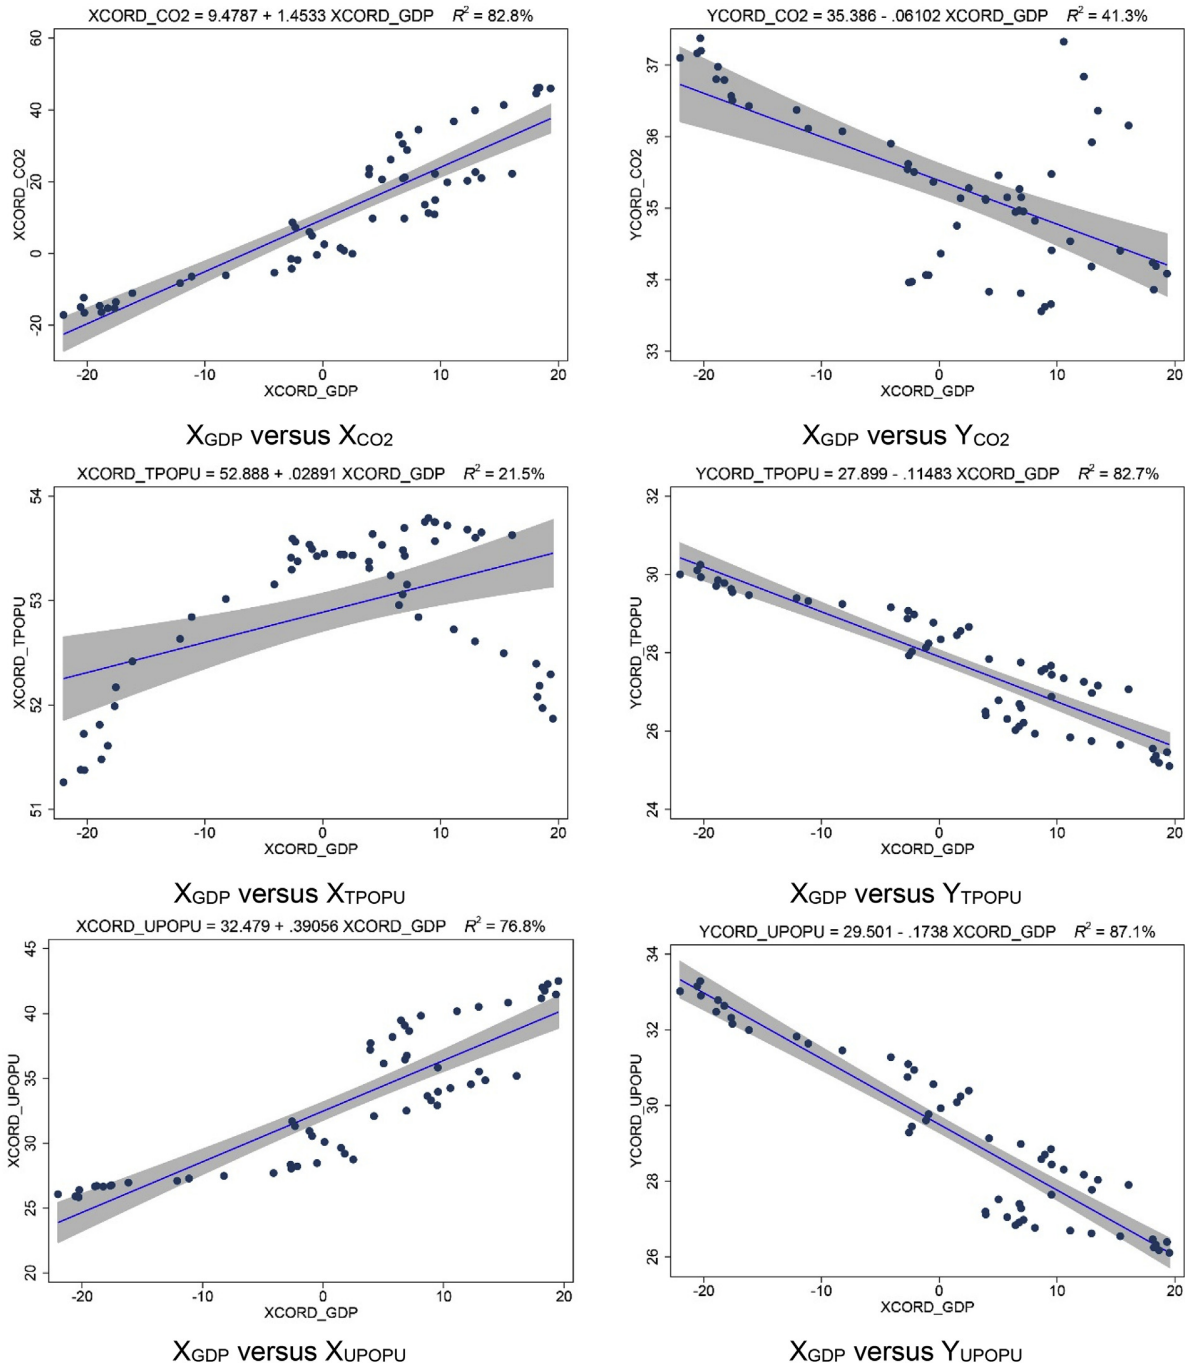 XCORD_CO2 = 9.4787 + 1.4533 XCORD_GDP R² = 82.8%
60
40
20
0
-20
XCORD_CO2
-20 -10 0 10 20
XCORD_GDP
XGDP versus XCO2
YCORD_CO2 = 35.386 - .06102 XCORD_GDP R² = 41.3%
37
36
35
34
33
YCORD_CO2
-20 -10 0 10 20
XCORD_GDP
XGDP versus YCO2
XCORD_TPOPU = 52.888 + .02891 XCORD_GDP R² = 21.5%
54
53
52
51
XCORD_TPOPU
-20 -10 0 10 20
XCORD_GDP
XGDP versus XTPOPU
YCORD_TPOPU = 27.899 - .11483 XCORD_GDP R² = 82.7%
32
30
28
26
24
YCORD_TPOPU
-20 -10 0 10 20
XCORD_GDP
XGDP versus YTPOPU
XCORD_UPOPU = 32.479 + .39056 XCORD_GDP R² = 76.8%
45
40
35
30
25
20
XCORD_UPOPU
-20 -10 0 10 20
XCORD_GDP
XGDP versus XUPOPU
YCORD_UPOPU = 29.501 - .1738 XCORD_GDP R² = 87.1%
34
32
30
28
26
YCORD_UPOPU
-20 -10 0 10 20
XCORD_GDP
XGDP versus YUPOPU